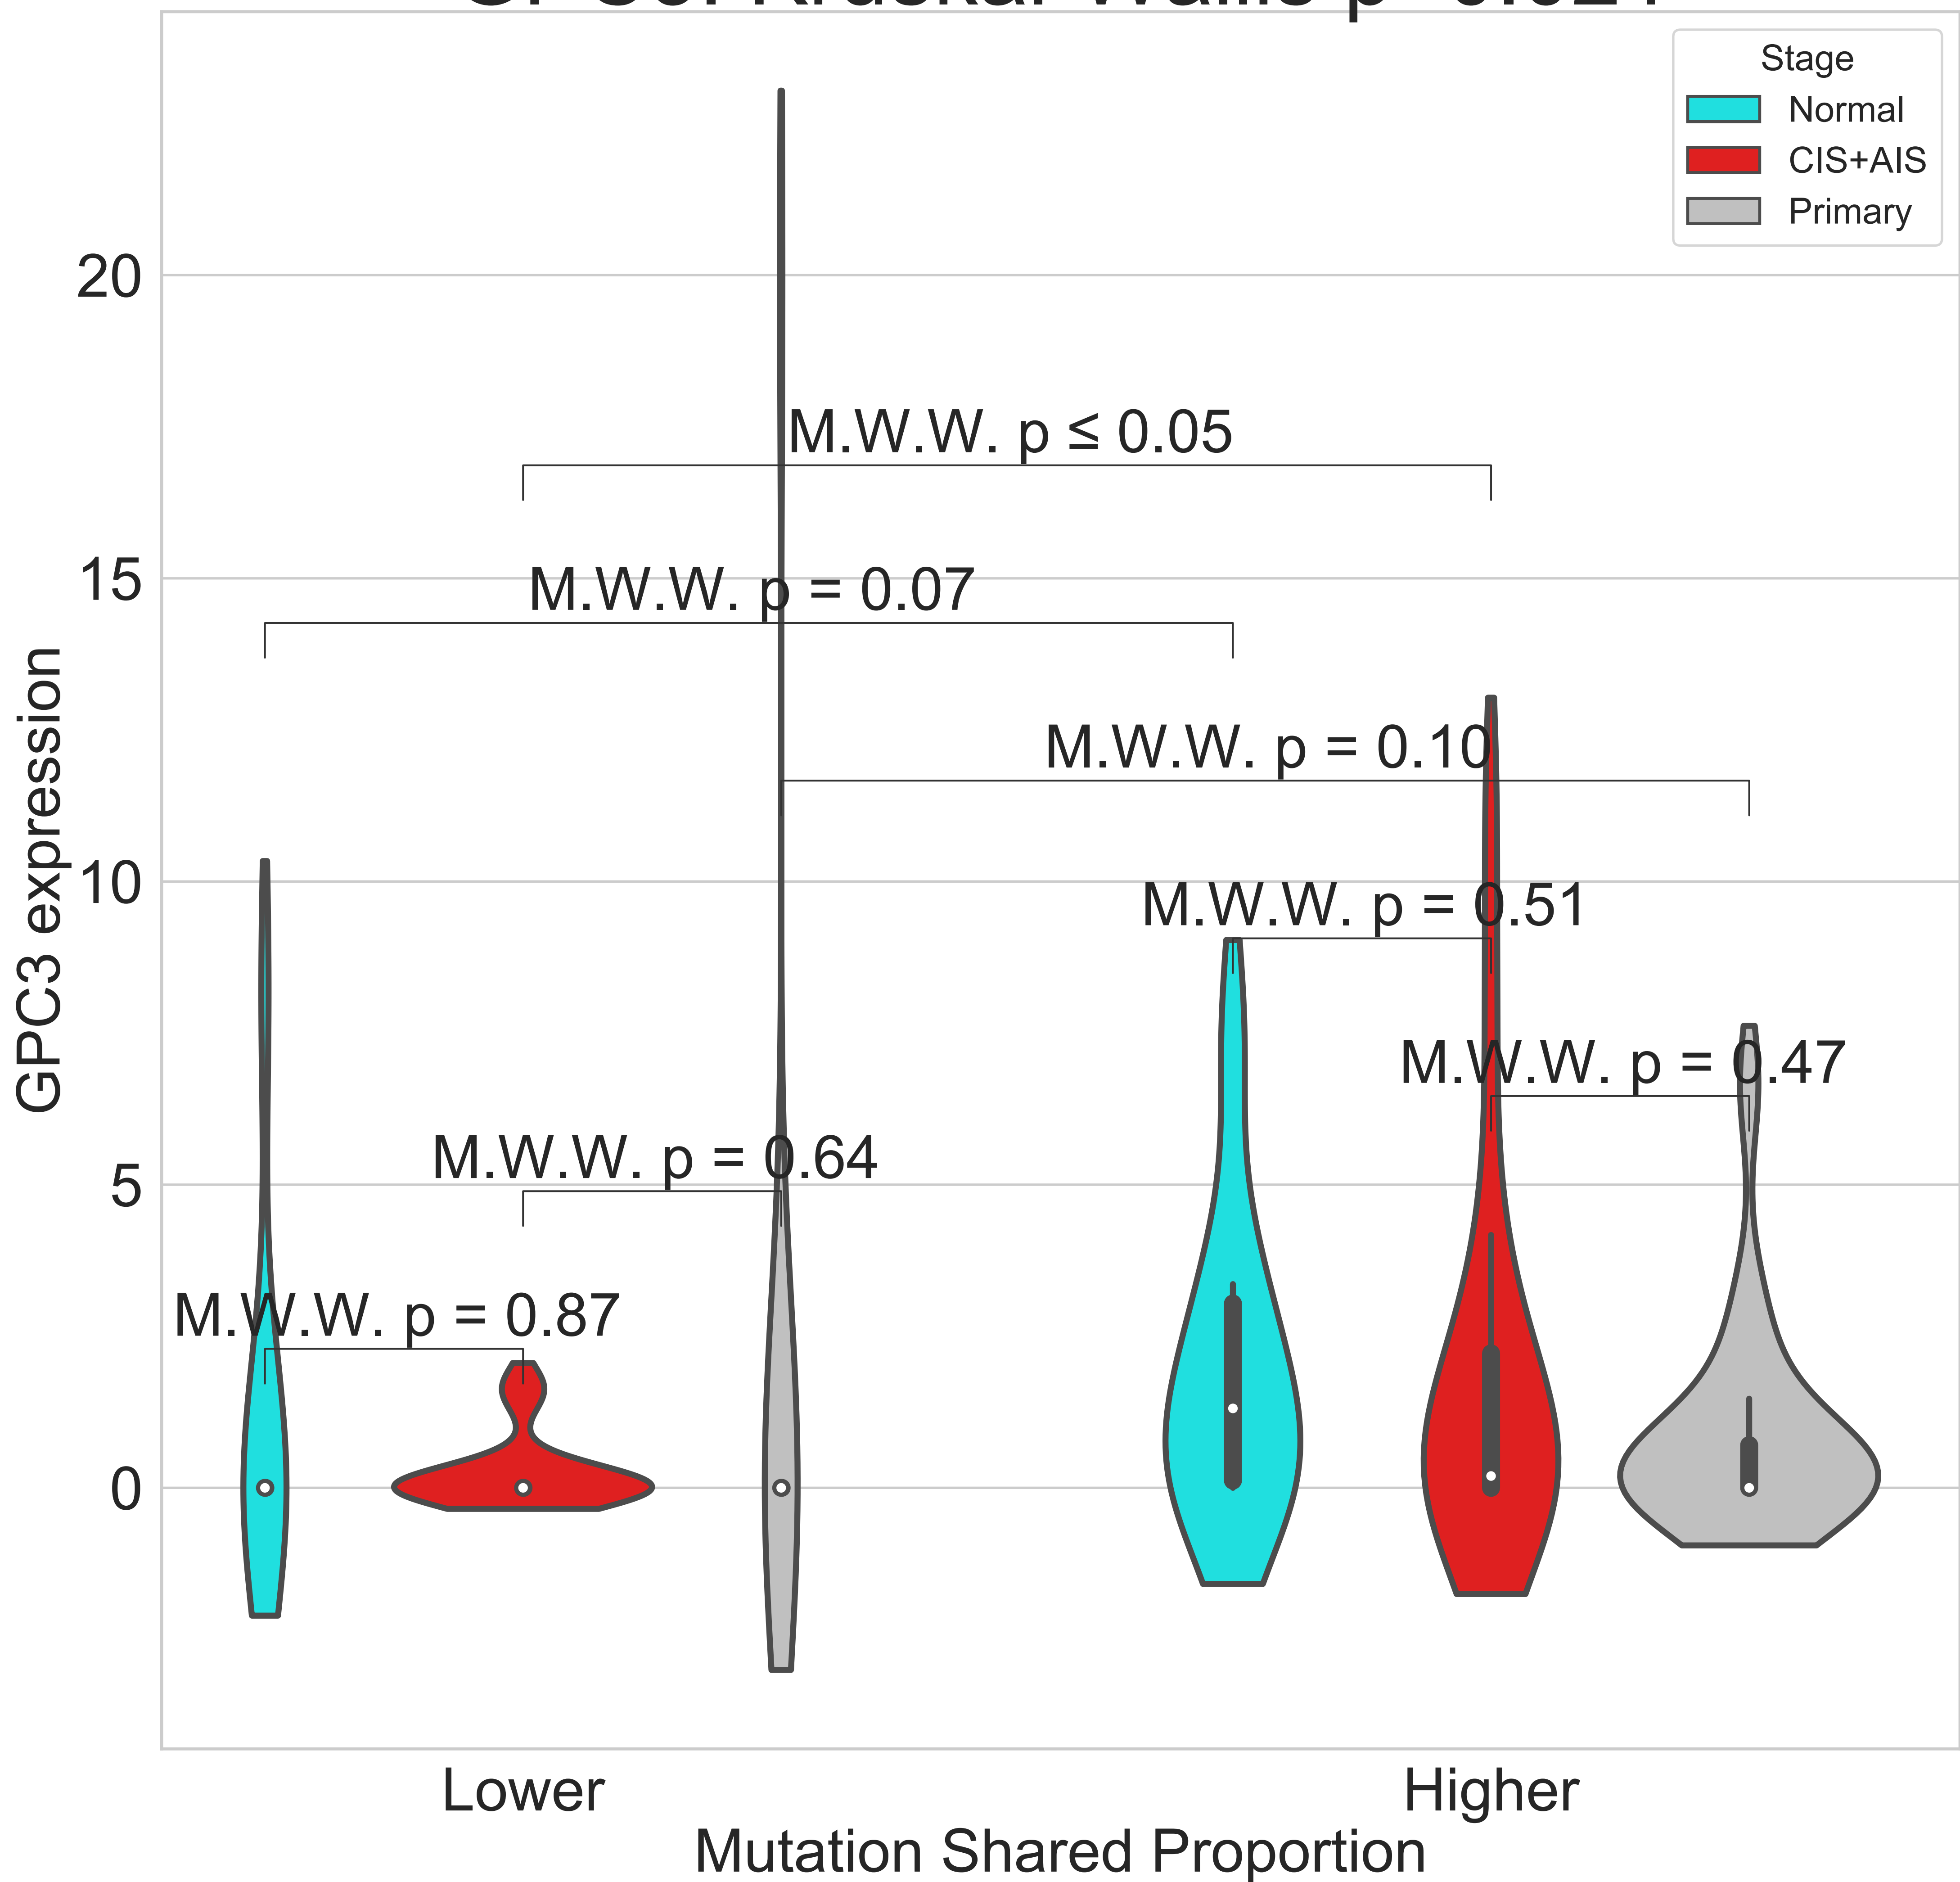 Stage
Normal
CIS+AIS
Primary
20
15
10
5
0
GPC3 expression
M.W.W. p ≤ 0.05
M.W.W. p = 0.07
M.W.W. p = 0.10
M.W.W. p = 0.51
M.W.W. p = 0.47
M.W.W. p = 0.64
M.W.W. p = 0.87
Lower
Higher
Mutation Shared Proportion